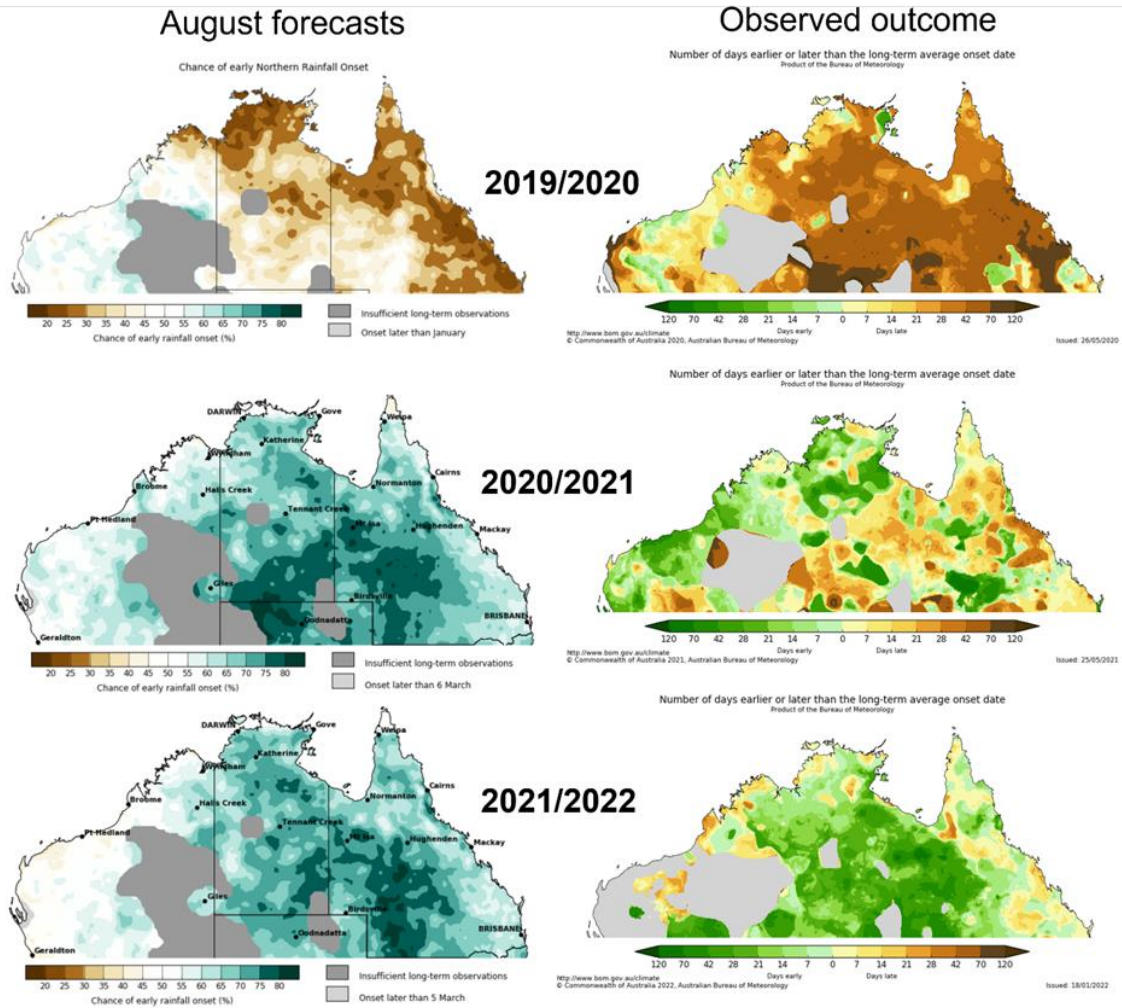 August forecasts
Observed outcome
Chance of early Northern Rainfall Onset
Number of days earlier or later than the long-term average onset date
Product of the Bureau of Meteorology
2019/2020
20 25 30 35 40 45 50 55 60 65 70 75 80
Chance of early rainfall onset (%)
Insufficient long-term observations
Onset later than January
120 70 42 28 21 14 7 0 7 14 21 28 42 70 120
Days early Days late
http://www.bom.gov.au/climate
© Commonwealth of Australia 2020, Australian Bureau of Meteorology
Issued: 26/05/2020
Number of days earlier or later than the long-term average onset date
Product of the Bureau of Meteorology
DARWIN
Gove
Weipa
Katherine
Wyndham
Cairns
Broome
Halls Creek
Normanton
2020/2021
Tennant Creek
Mt Isa
Hughenden
Mackay
Pt Hedland
Giles
Birdsville
Oodnadatta
BRISBANE
Geraldton
20 25 30 35 40 45 50 55 60 65 70 75 80
Chance of early rainfall onset (%)
Insufficient long-term observations
Onset later than 6 March
120 70 42 28 21 14 7 0 7 14 21 28 42 70 120
Days early Days late
http://www.bom.gov.au/climate
© Commonwealth of Australia 2021, Australian Bureau of Meteorology
Issued: 25/05/2021
Number of days earlier or later than the long-term average onset date
Product of the Bureau of Meteorology
DARWIN
Gove
Weipa
Katherine
Wyndham
Cairns
Broome
Halls Creek
Normanton
2021/2022
Tennant Creek
Mt Isa
Hughenden
Mackay
Pt Hedland
Giles
Birdsville
Oodnadatta
BRISBANE
Geraldton
20 25 30 35 40 45 50 55 60 65 70 75 80
Chance of early rainfall onset (%)
Insufficient long-term observations
Onset later than 5 March
120 70 42 28 21 14 7 0 7 14 21 28 42 70 120
Days early Days late
http://www.bom.gov.au/climate
© Commonwealth of Australia 2022, Australian Bureau of Meteorology
Issued: 18/01/2022